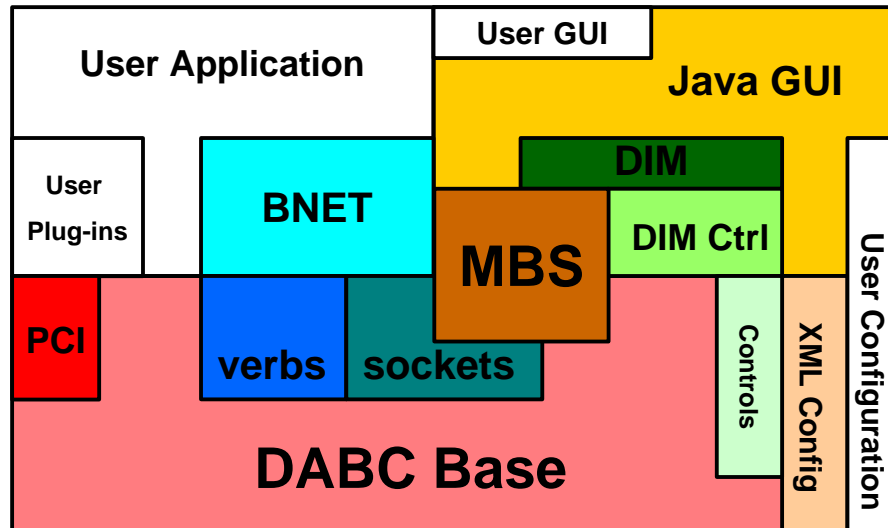 User GUI
User Application
Java GUI
DIM
User
Plug-ins
BNET
DIM Ctrl
MBS
User Configuration
PCI
verbs
sockets
Controls
XML Config
DABC Base